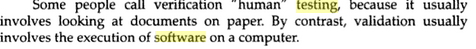 Some people call verification "human" testing, because it usually
involves looking at documents on paper. By contrast, validation usually
involves the execution of software on a computer.